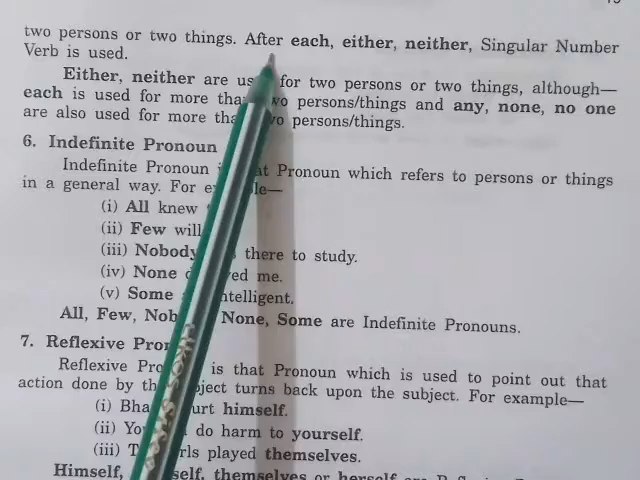 two persons or two things. After each, either, neither, Singular Number
Verb is used.
Either, neither are us for two persons or two things, although—
each is used for more tha wo persons/things and any, none, no one
are also used for more tha o persons/things.
6. Indefinite Pronoun
Indefinite Pronoun at Pronoun which refers to persons or things
in a general way. For e le—
(i) All knew
(ii) Few will
(iii) Nobody there to study.
(iv) None ed me.
(v) Some ntelligent.
All, Few, Nob None, Some are Indefinite Pronouns.
7. Reflexive Pro
Reflexive Pro is that Pronoun which is used to point out that
action done by th bject turns back upon the subject. For example—
(i) Bha urt himself.
(ii) Yo do harm to yourself.
(iii) T rls played themselves.
Himself, self, themselves or herself are